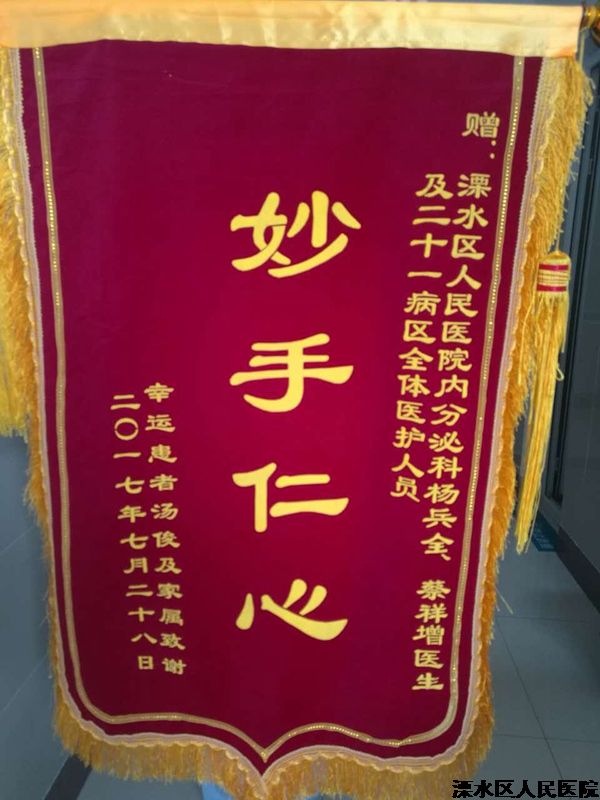 赠：
溧水区人民医院内分泌科杨兵全、蔡祥增医生
及二十一病区全体医护人员
妙手仁心
幸运患者汤俊及家属致谢
二〇一七年七月二十八日
溧水区人民医院